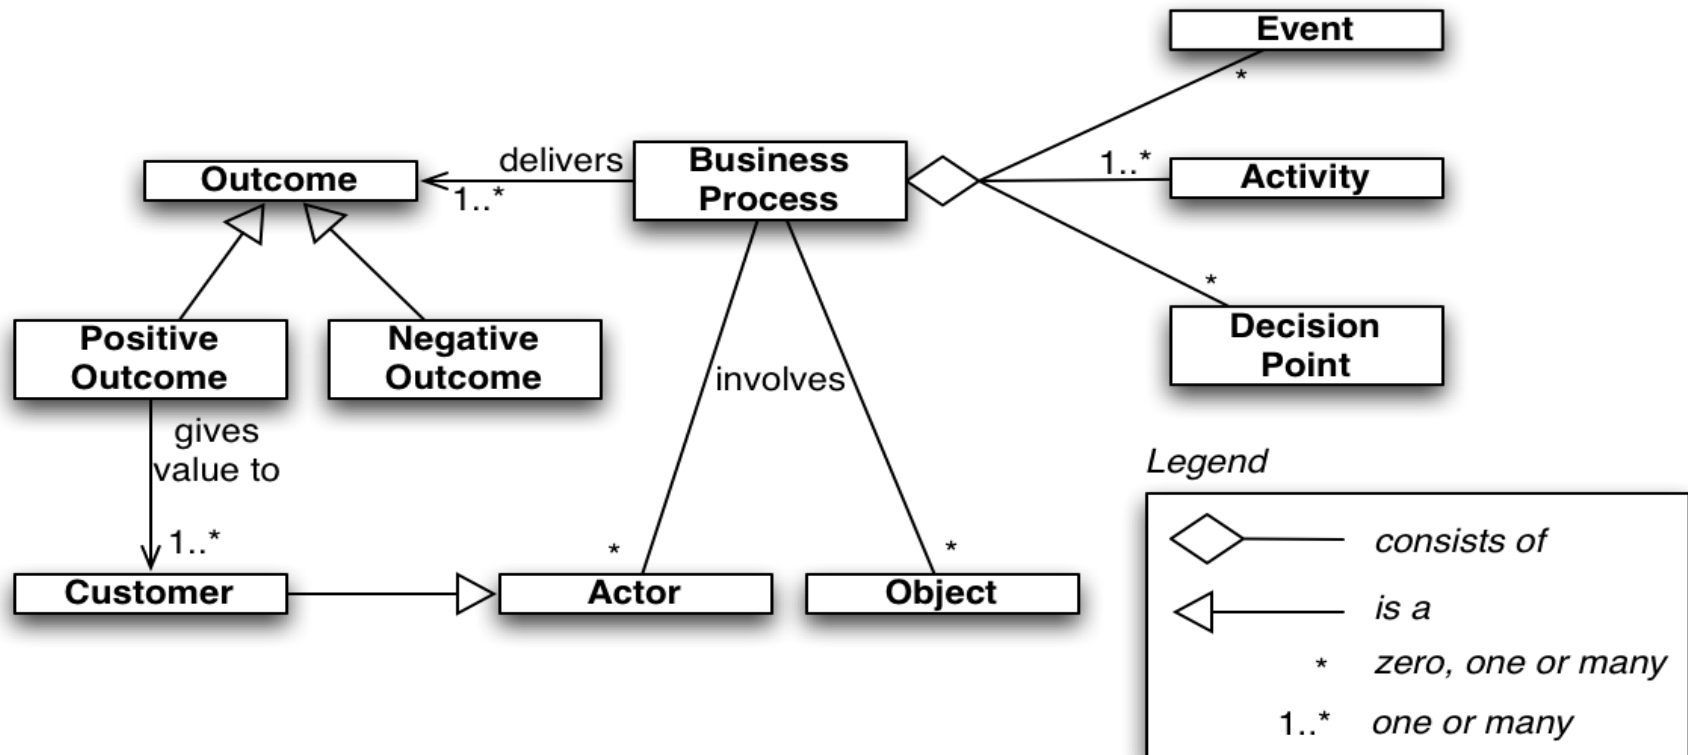 Event
*
delivers
Business
Process
1..*
Activity
Outcome
1..*
*
Positive
Outcome
Negative
Outcome
Decision
Point
involves
gives
value to
Legend
1..*
*
*
consists of
Customer
Actor
Object
is a
* zero, one or many
1..* one or many